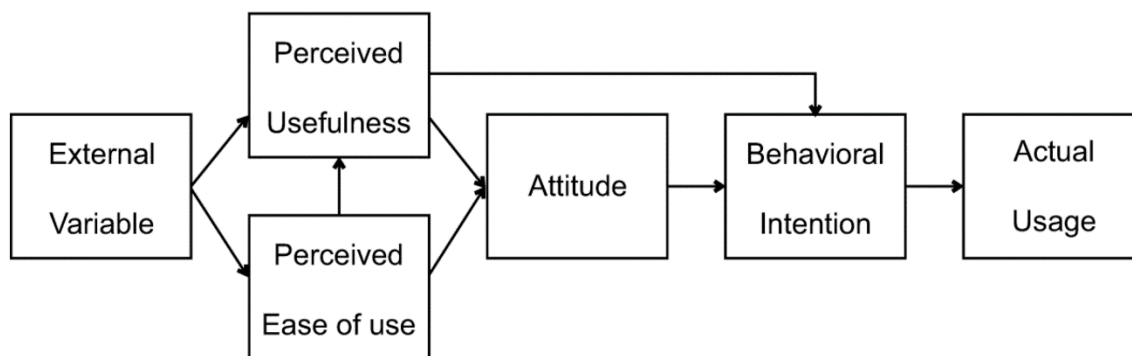 External
Variable
Perceived
Usefulness
Perceived
Ease of use
Attitude
Behavioral
Intention
Actual
Usage